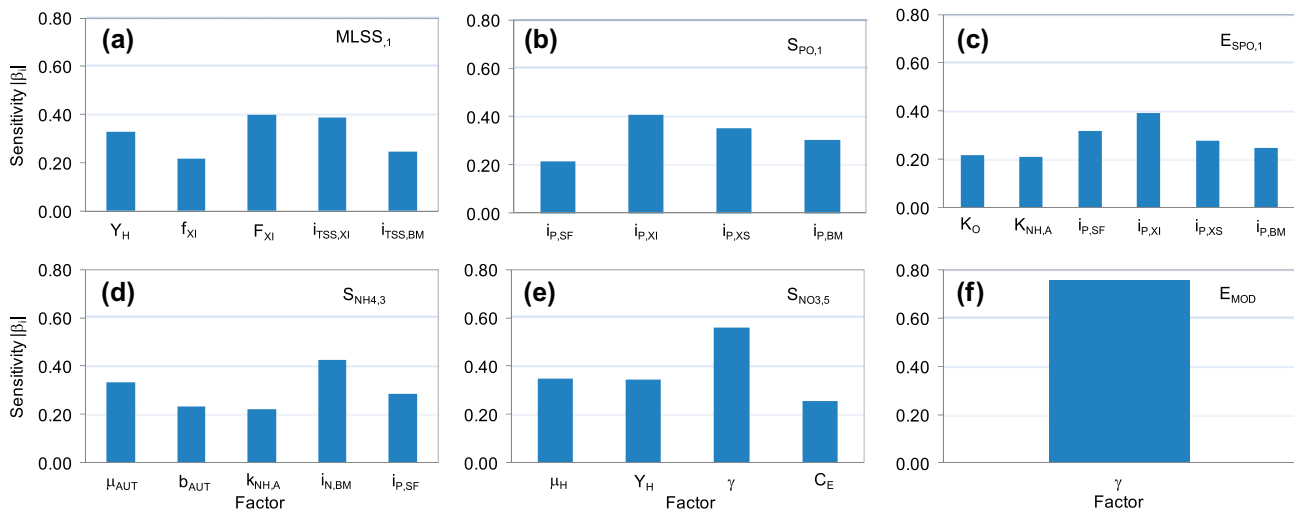 (a) MLSS,1
Sensitivity |βi|
0.80
0.60
0.40
0.20
0.00
YH fXI FXI iTSS,XI iTSS,BM
(b) SPO,1
0.80
0.60
0.40
0.20
0.00
iP,SF iP,XI iP,XS iP,BM
(c) ESPO,1
0.80
0.60
0.40
0.20
0.00
KO KNH,A iP,SF iP,XI iP,XS iP,BM
(d) SNH4,3
Sensitivity |βi|
0.80
0.60
0.40
0.20
0.00
μAUT bAUT kNH,A iN,BM iP,SF
Factor
(e) SNO3,5
0.80
0.60
0.40
0.20
0.00
μH YH γ CE
Factor
(f) EMOD
0.80
0.60
0.40
0.20
0.00
γ
Factor